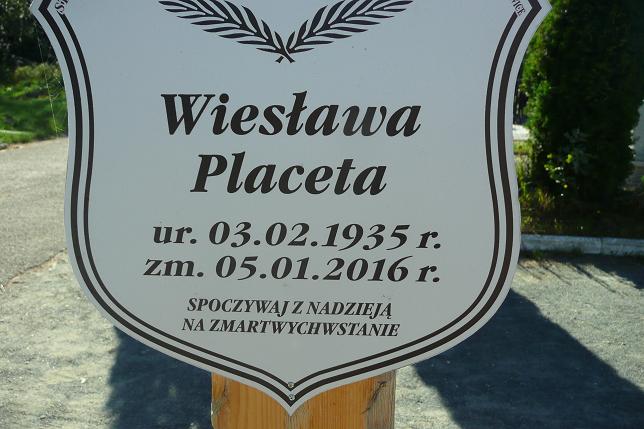 Wiesława
Placeta
ur. 03.02.1935 r.
zm. 05.01.2016 r.
SPOCZYWAJ Z NADZIEJĄ
NA ZMARTWYCHWSTANIE